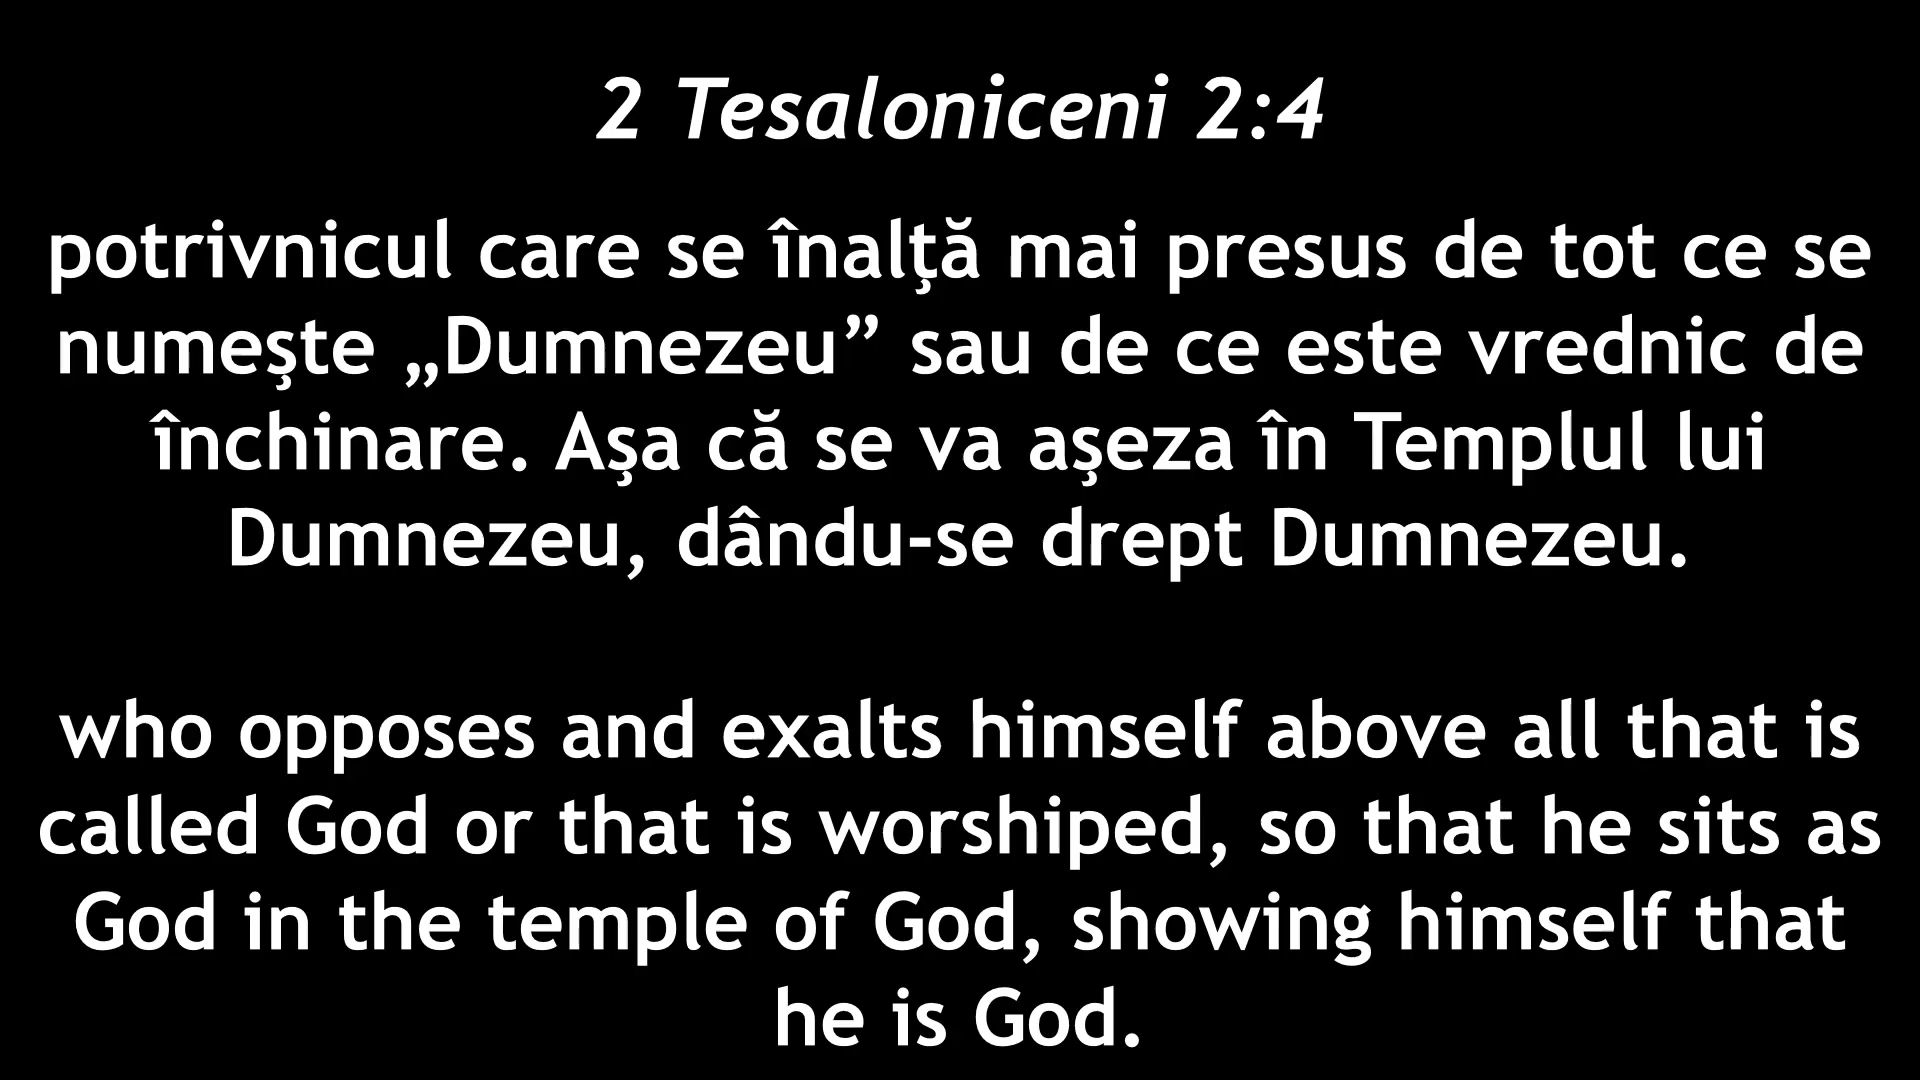 2 Tesaloniceni 2:4
potrivnicul care se înalţă mai presus de tot ce se
numeşte „Dumnezeu” sau de ce este vrednic de
închinare. Aşa că se va aşeza în Templul lui
Dumnezeu, dându-se drept Dumnezeu.
who opposes and exalts himself above all that is
called God or that is worshiped, so that he sits as
God in the temple of God, showing himself that
he is God.